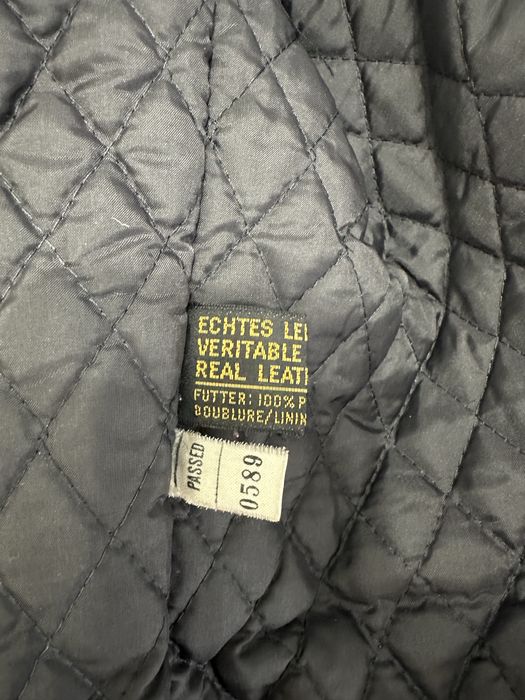 ECHTES LE
VERITABLE
REAL LEAT
FUTTER: 100% P
DOUBLURE/LININ
PASSED
0589